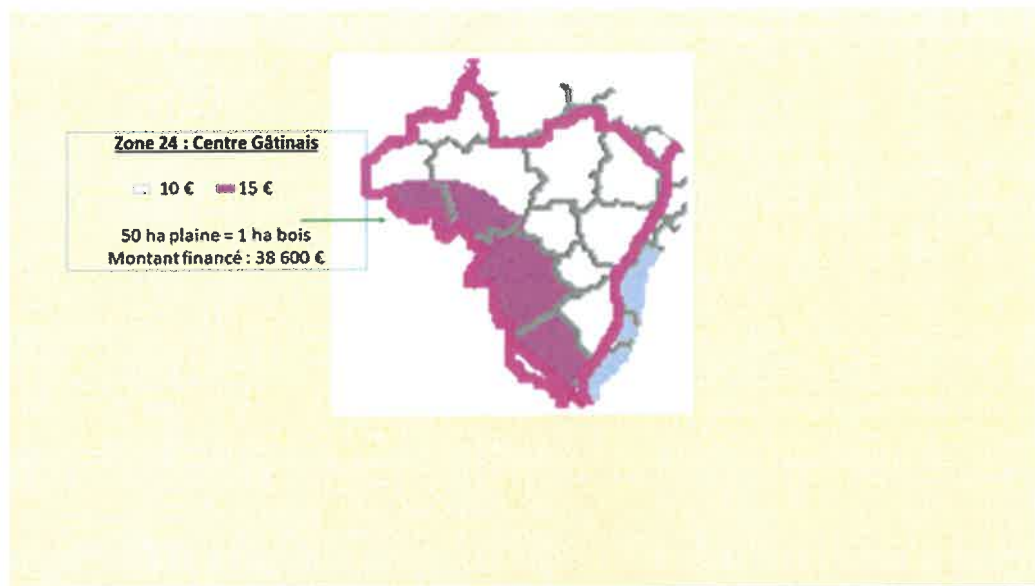 Zone 24 : Centre Gâtinais
10 € 15 €
50 ha plaine = 1 ha bois
Montant financé : 38 600 €